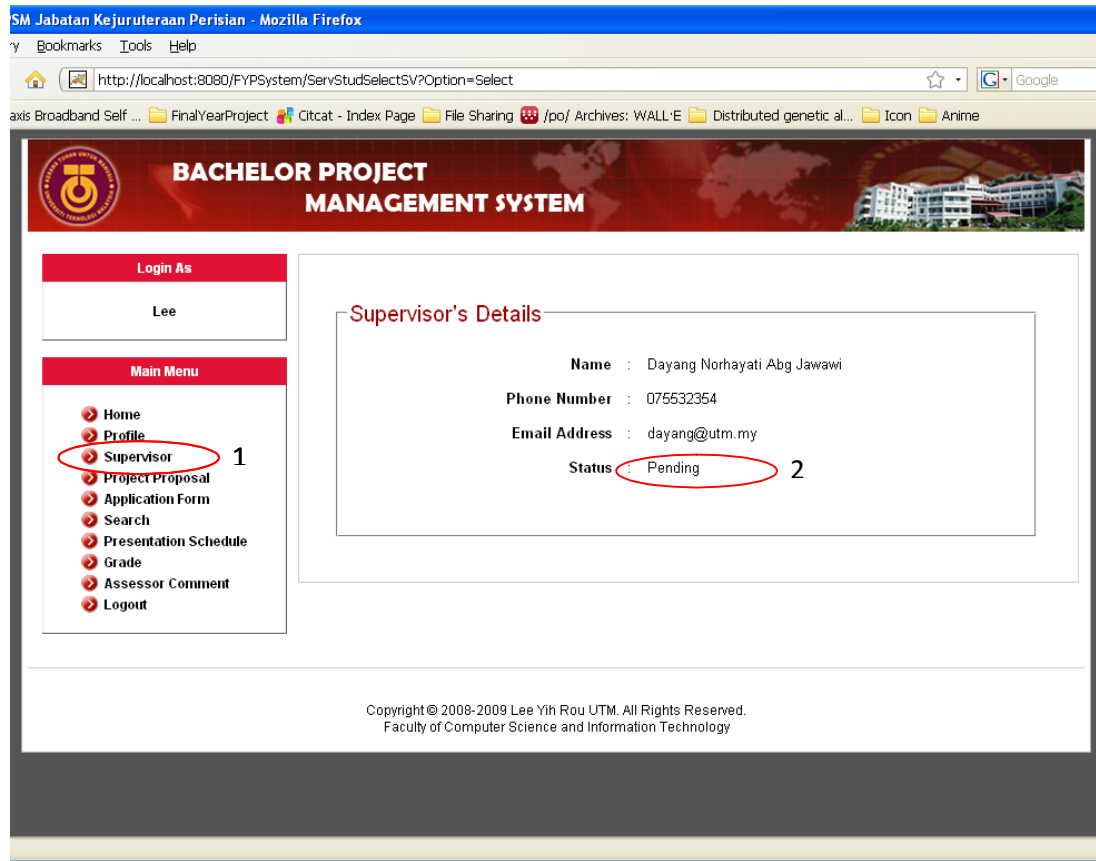 PSM Jabatan Kejuruteraan Perisian - Mozilla Firefox
ry Bookmarks Tools Help
http://localhost:8080/FYPSystem/ServStudSelectSV?Option=Select
G Google
axis Broadband Self ... FinalYearProject Citcat - Index Page File Sharing /po/ Archives: WALL·E Distributed genetic al... Icon Anime
BACHELOR PROJECT
MANAGEMENT SYSTEM
Login As
Lee
Main Menu
Home
Profile
Supervisor 1
Project Proposal
Application Form
Search
Presentation Schedule
Grade
Assessor Comment
Logout
Supervisor's Details
Name : Dayang Norhayati Abg Jawawi
Phone Number : 075532354
Email Address : dayang@utm.my
Status : Pending 2
Copyright © 2008-2009 Lee Yih Rou UTM. All Rights Reserved.
Faculty of Computer Science and Information Technology